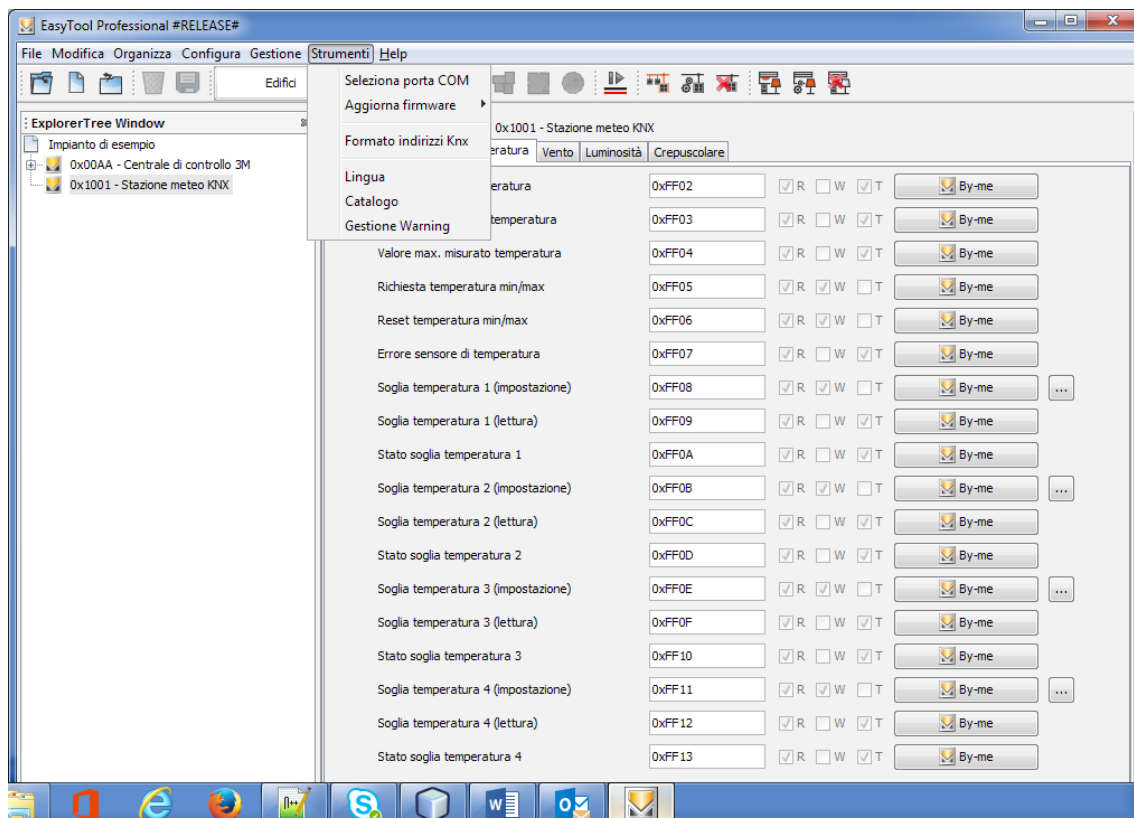 EasyTool Professional #RELEASE#
File Modifica Organizza Configura Gestione Strumenti Help
Edifici
Seleziona porta COM
Aggiorna firmware
Formato indirizzi Knx
Lingua
Catalogo
Gestione Warning
ExplorerTree Window
Impianto di esempio
0x00AA - Centrale di controllo 3M
0x1001 - Stazione meteo KNX
0x1001 - Stazione meteo KNX
eratura Vento Luminosità Crepuscolare
eratura 0xFF02 R W T By-me
temperatura 0xFF03 R W T By-me
Valore max. misurato temperatura 0xFF04 R W T By-me
Richiesta temperatura min/max 0xFF05 R W T By-me
Reset temperatura min/max 0xFF06 R W T By-me
Errore sensore di temperatura 0xFF07 R W T By-me
Soglia temperatura 1 (impostazione) 0xFF08 R W T By-me ...
Soglia temperatura 1 (lettura) 0xFF09 R W T By-me
Stato soglia temperatura 1 0xFF0A R W T By-me
Soglia temperatura 2 (impostazione) 0xFF0B R W T By-me ...
Soglia temperatura 2 (lettura) 0xFF0C R W T By-me
Stato soglia temperatura 2 0xFF0D R W T By-me
Soglia temperatura 3 (impostazione) 0xFF0E R W T By-me ...
Soglia temperatura 3 (lettura) 0xFF0F R W T By-me
Stato soglia temperatura 3 0xFF10 R W T By-me
Soglia temperatura 4 (impostazione) 0xFF11 R W T By-me ...
Soglia temperatura 4 (lettura) 0xFF12 R W T By-me
Stato soglia temperatura 4 0xFF13 R W T By-me